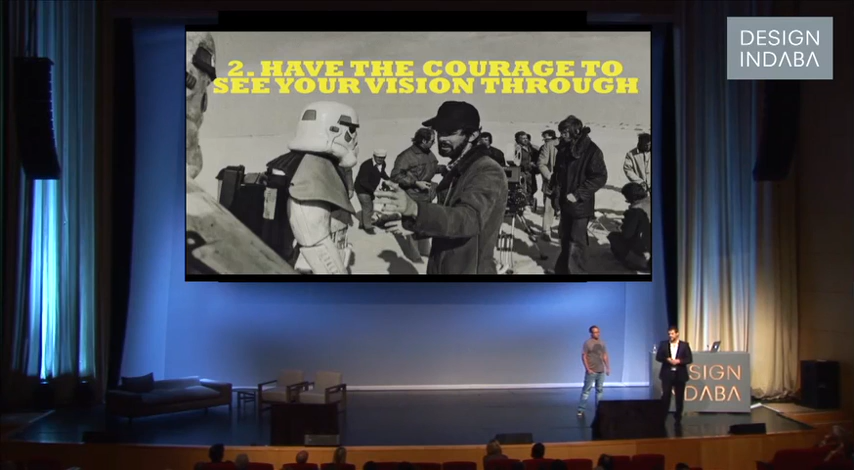 DESIGN
INDABA
2. HAVE THE COURAGE TO
SEE YOUR VISION THROUGH
SIGN
DABA